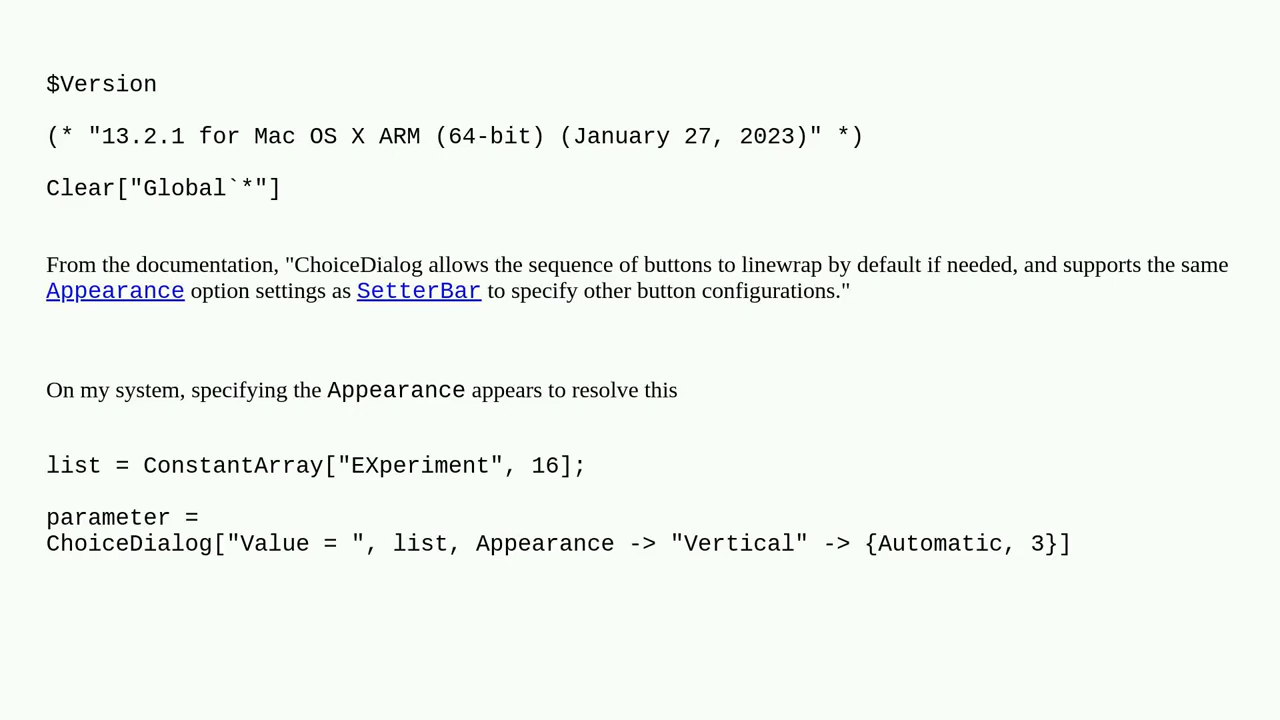 $Version
(* "13.2.1 for Mac OS X ARM (64-bit) (January 27, 2023)" *)
Clear["Global`*"]
From the documentation, "ChoiceDialog allows the sequence of buttons to linewrap by default if needed, and supports the same
Appearance option settings as SetterBar to specify other button configurations."
On my system, specifying the Appearance appears to resolve this
list = ConstantArray["EXperiment", 16];
parameter =
ChoiceDialog["Value = ", list, Appearance -> "Vertical" -> {Automatic, 3}]